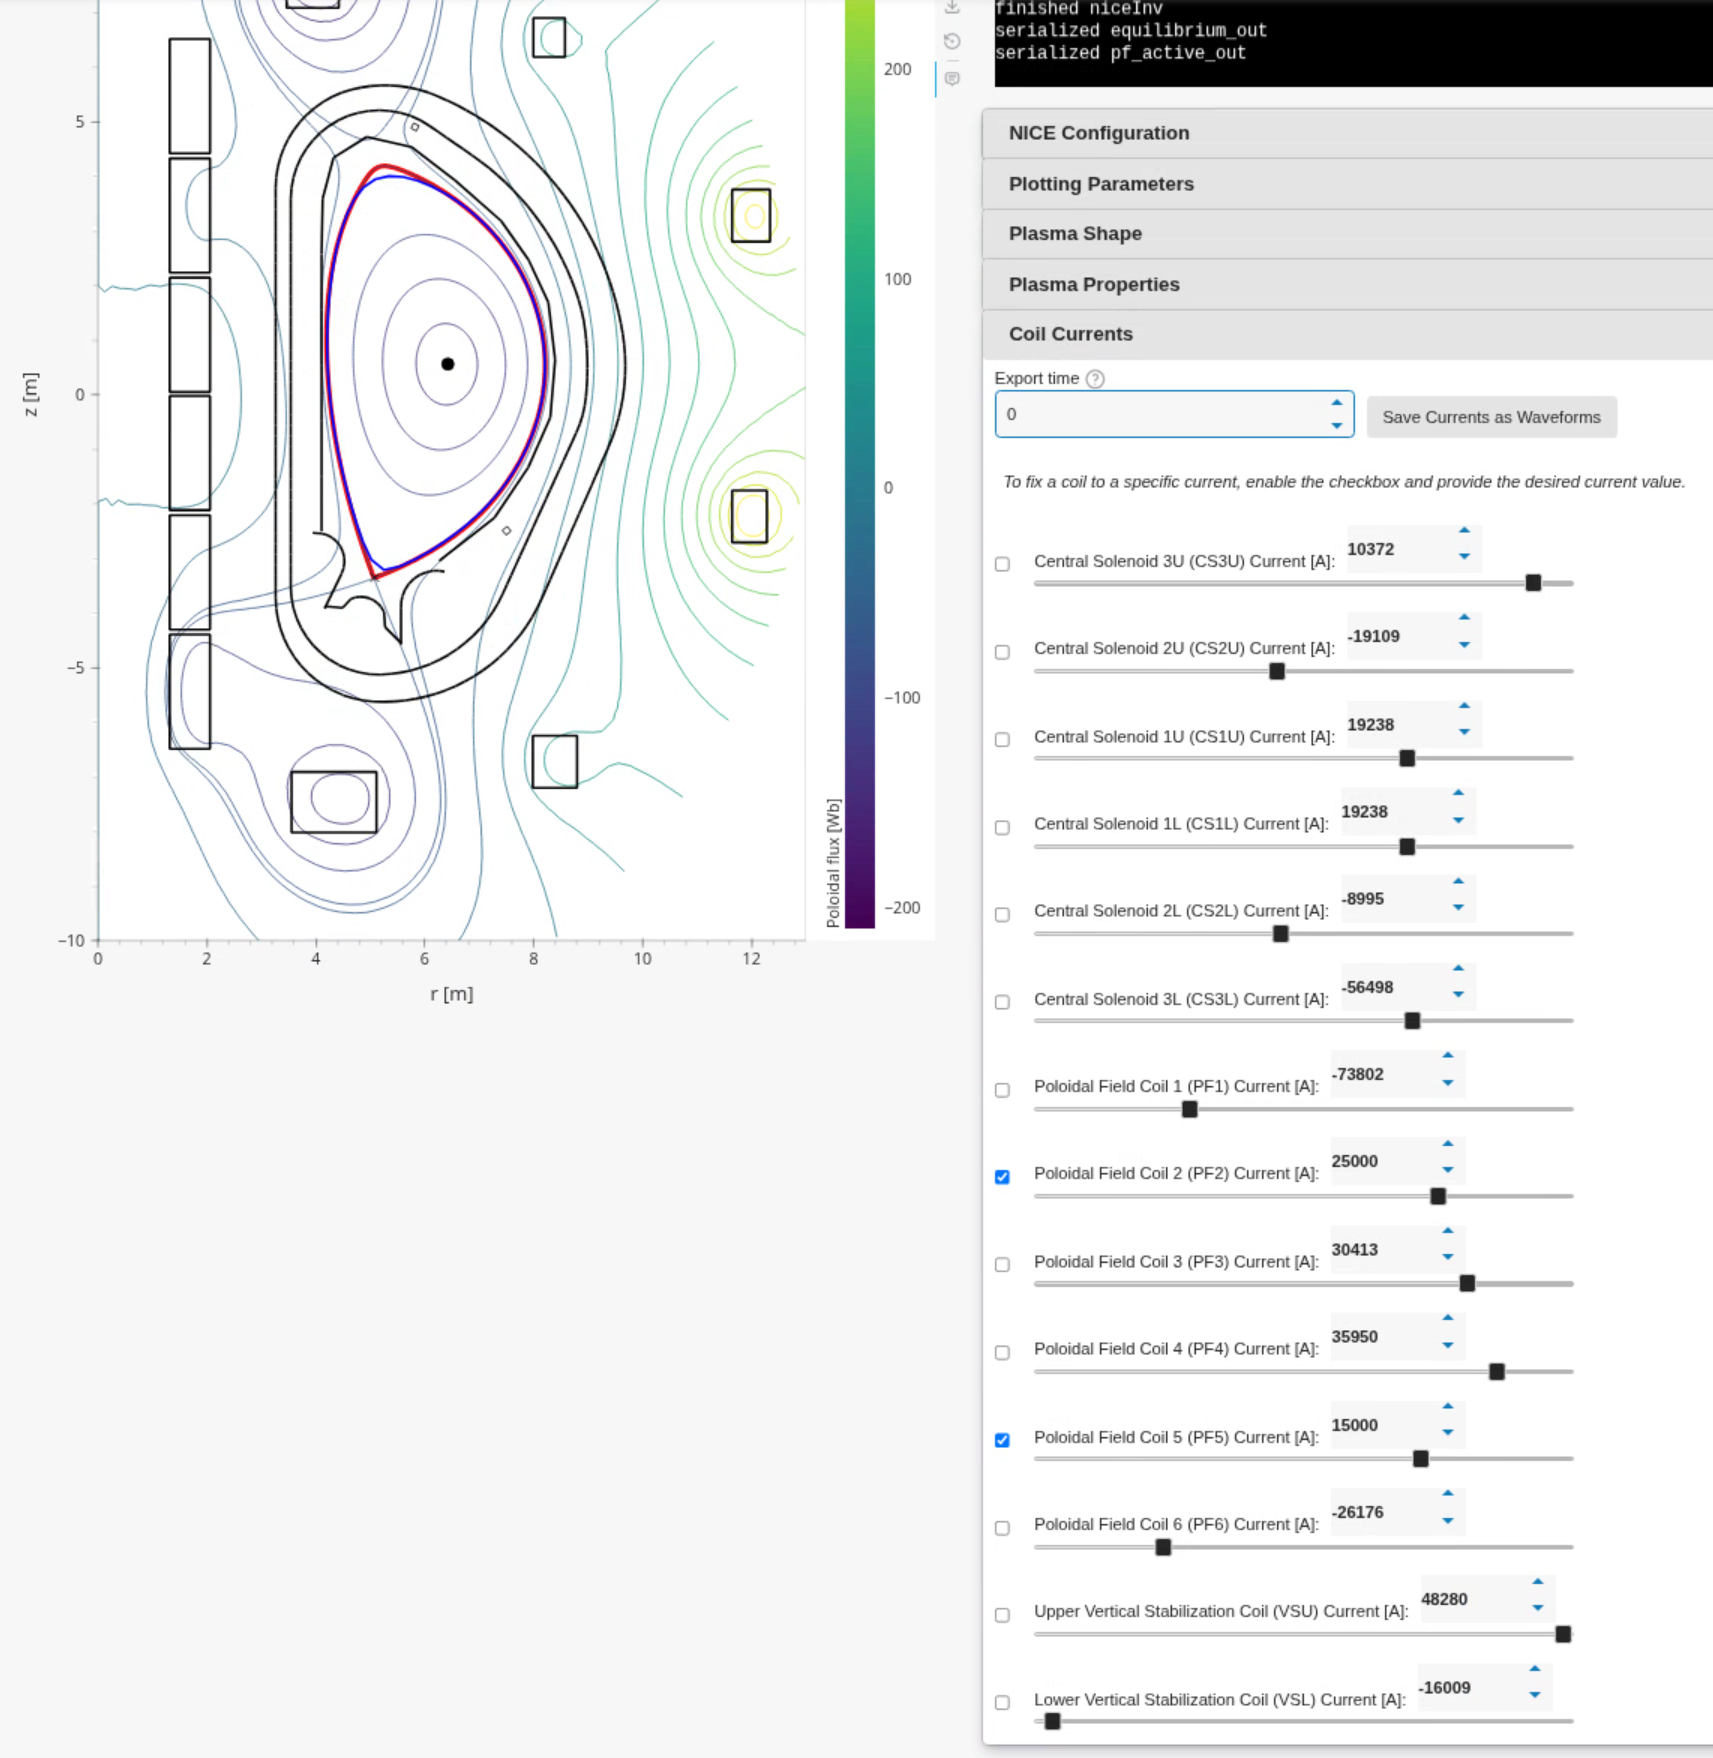 finished niceInv
serialized equilibrium_out
serialized pf_active_out
5
0
−5
−10
z [m]
0
2
4
6
8
10
12
r [m]
200
100
0
−100
−200
Poloidal flux [Wb]
NICE Configuration
Plotting Parameters
Plasma Shape
Plasma Properties
Coil Currents
Export time ?
0
Save Currents as Waveforms
To fix a coil to a specific current, enable the checkbox and provide the desired current value.
Central Solenoid 3U (CS3U) Current [A]: 10372
Central Solenoid 2U (CS2U) Current [A]: -19109
Central Solenoid 1U (CS1U) Current [A]: 19238
Central Solenoid 1L (CS1L) Current [A]: 19238
Central Solenoid 2L (CS2L) Current [A]: -8995
Central Solenoid 3L (CS3L) Current [A]: -56498
Poloidal Field Coil 1 (PF1) Current [A]: -73802
Poloidal Field Coil 2 (PF2) Current [A]: 25000
Poloidal Field Coil 3 (PF3) Current [A]: 30413
Poloidal Field Coil 4 (PF4) Current [A]: 35950
Poloidal Field Coil 5 (PF5) Current [A]: 15000
Poloidal Field Coil 6 (PF6) Current [A]: -26176
Upper Vertical Stabilization Coil (VSU) Current [A]: 48280
Lower Vertical Stabilization Coil (VSL) Current [A]: -16009